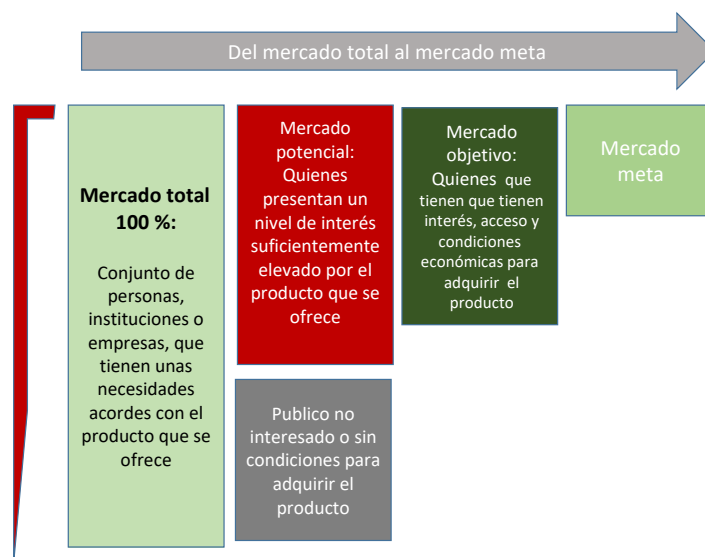 Del mercado total al mercado meta
Mercado total
100 %:
Conjunto de
personas,
instituciones o
empresas, que
tienen unas
necesidades
acordes con el
producto que se
ofrece
Mercado
potencial:
Quienes
presentan un
nivel de interés
suficientemente
elevado por el
producto que se
ofrece
Publico no
interesado o sin
condiciones para
adquirir el
producto
Mercado
objetivo:
Quienes que
tienen que tienen
interés, acceso y
condiciones
económicas para
adquirir el
producto
Mercado
meta